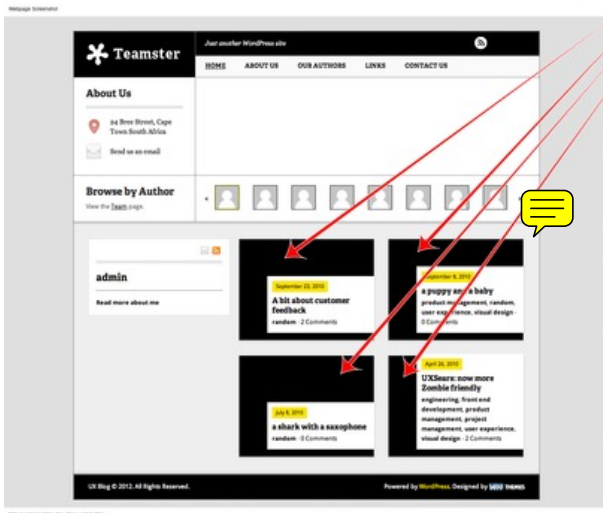 Webpage Screenshot
Teamster
Just another WordPress site
HOME ABOUT US OUR AUTHORS LINKS CONTACT US
About Us
24 Bree Street, Cape
Town South Africa
Send us an email
Browse by Author
View the Team page.
admin
Read more about me
September 23, 2010
A bit about customer
feedback
random - 2 Comments
September 8, 2010
a puppy and a baby
product management, random,
user experience, visual design -
0 Comments
July 8, 2010
a shark with a saxophone
random - 0 Comments
April 26, 2010
UXSears: now more
Zombie friendly
engineering, front end
development, product
management, project
management, user experience,
visual design - 2 Comments
UX Blog © 2012. All Rights Reserved.
Powered by WordPress. Designed by WOO THEMES